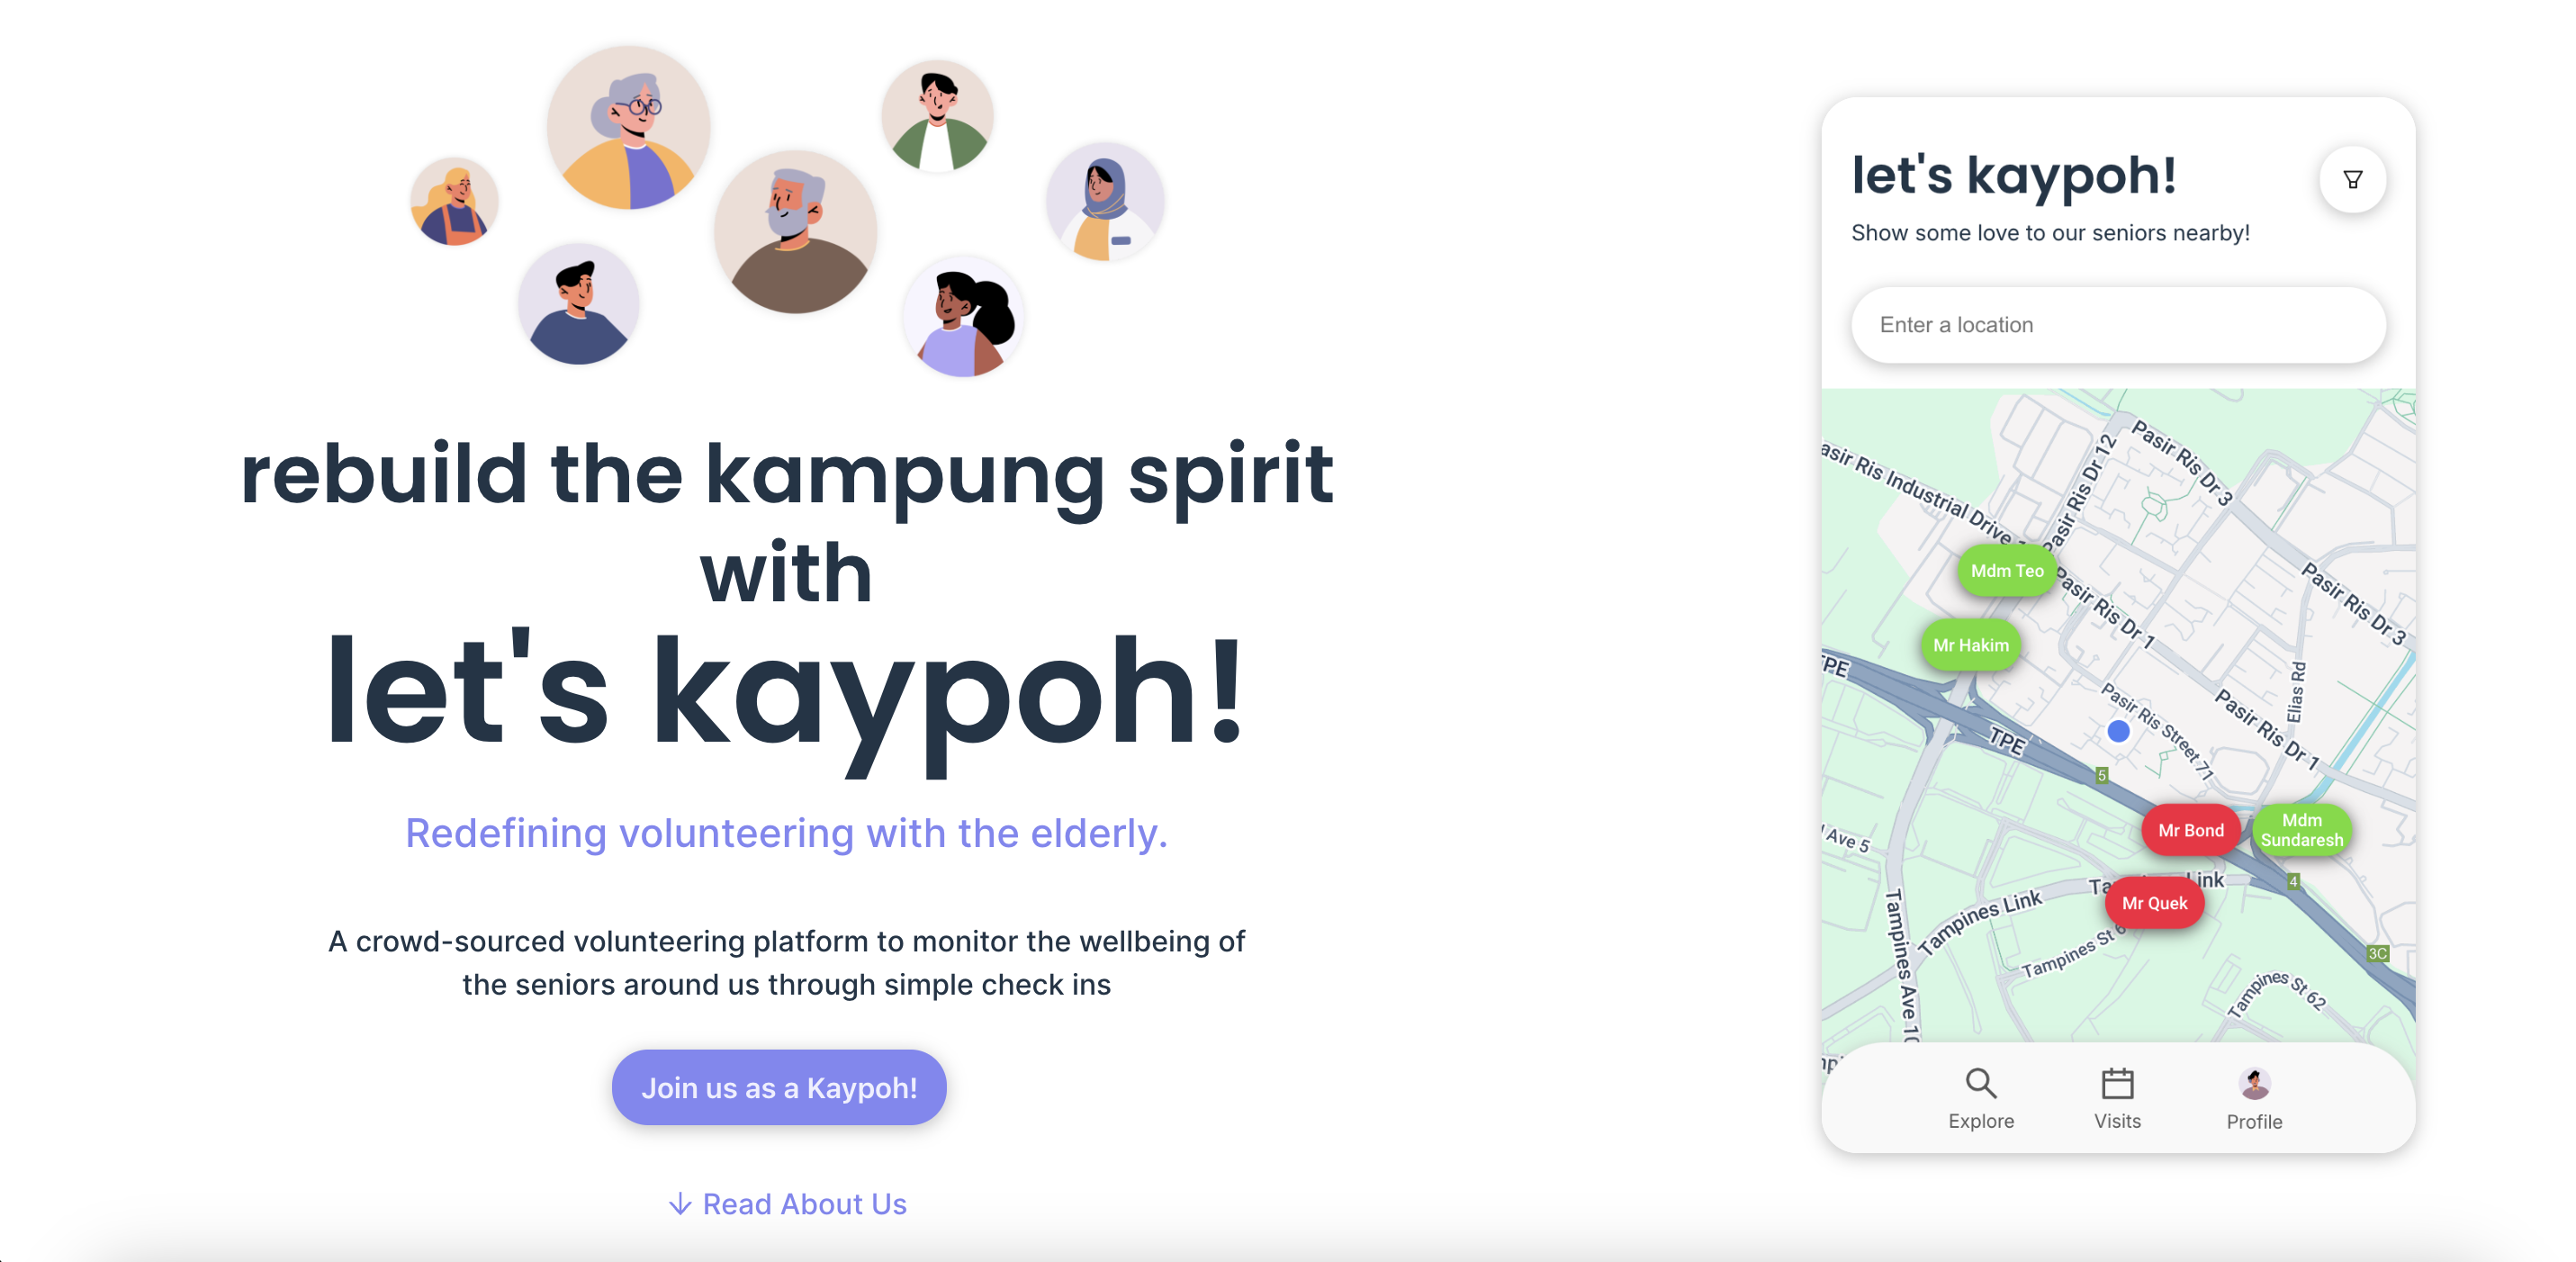 rebuild the kampung spirit
with
let's kaypoh!
Redefining volunteering with the elderly.
A crowd-sourced volunteering platform to monitor the wellbeing of
the seniors around us through simple check ins
Join us as a Kaypoh!
↓ Read About Us
let's kaypoh!
Show some love to our seniors nearby!
Enter a location
Pasir Ris Dr 12
Pasir Ris Dr 3
asir Ris Industrial Drive 1
Mdm Teo
Pasir Ris Dr 1
Pasir Ris Dr 3
Mr Hakim
TPE
Elias Rd
Pasir Ris Street 71
Pasir Ris Dr 1
TPE
5
Mr Bond
Mdm
Sundaresh
Ave 5
4
Tampines Link
Mr Quek
Tampines St 6
3C
Tampines Ave 10
Tampines St 62
Explore
Visits
Profile